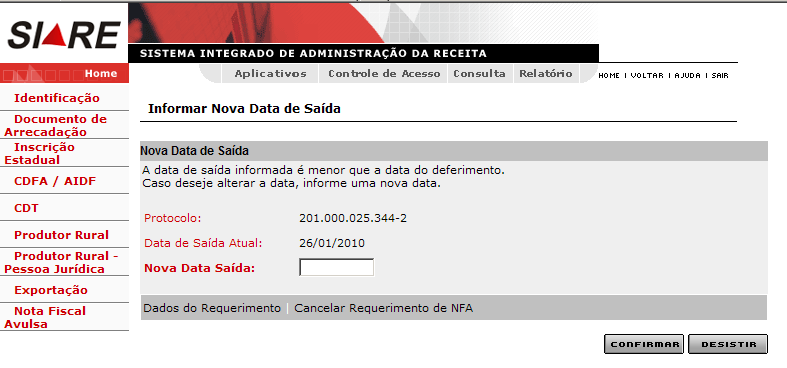 SIARE
SISTEMA INTEGRADO DE ADMINISTRAÇÃO DA RECEITA
Home
Aplicativos | Controle de Acesso | Consulta | Relatório
HOME | VOLTAR | AJUDA | SAIR
Identificação
Documento de
Arrecadação
Inscrição
Estadual
CDFA / AIDF
CDT
Produtor Rural
Produtor Rural -
Pessoa Jurídica
Exportação
Nota Fiscal
Avulsa
Informar Nova Data de Saída
Nova Data de Saída
A data de saída informada é menor que a data do deferimento.
Caso deseje alterar a data, informe uma nova data.
Protocolo: 201.000.025.344-2
Data de Saída Atual: 26/01/2010
Nova Data Saída:
Dados do Requerimento | Cancelar Requerimento de NFA
CONFIRMAR DESISTIR